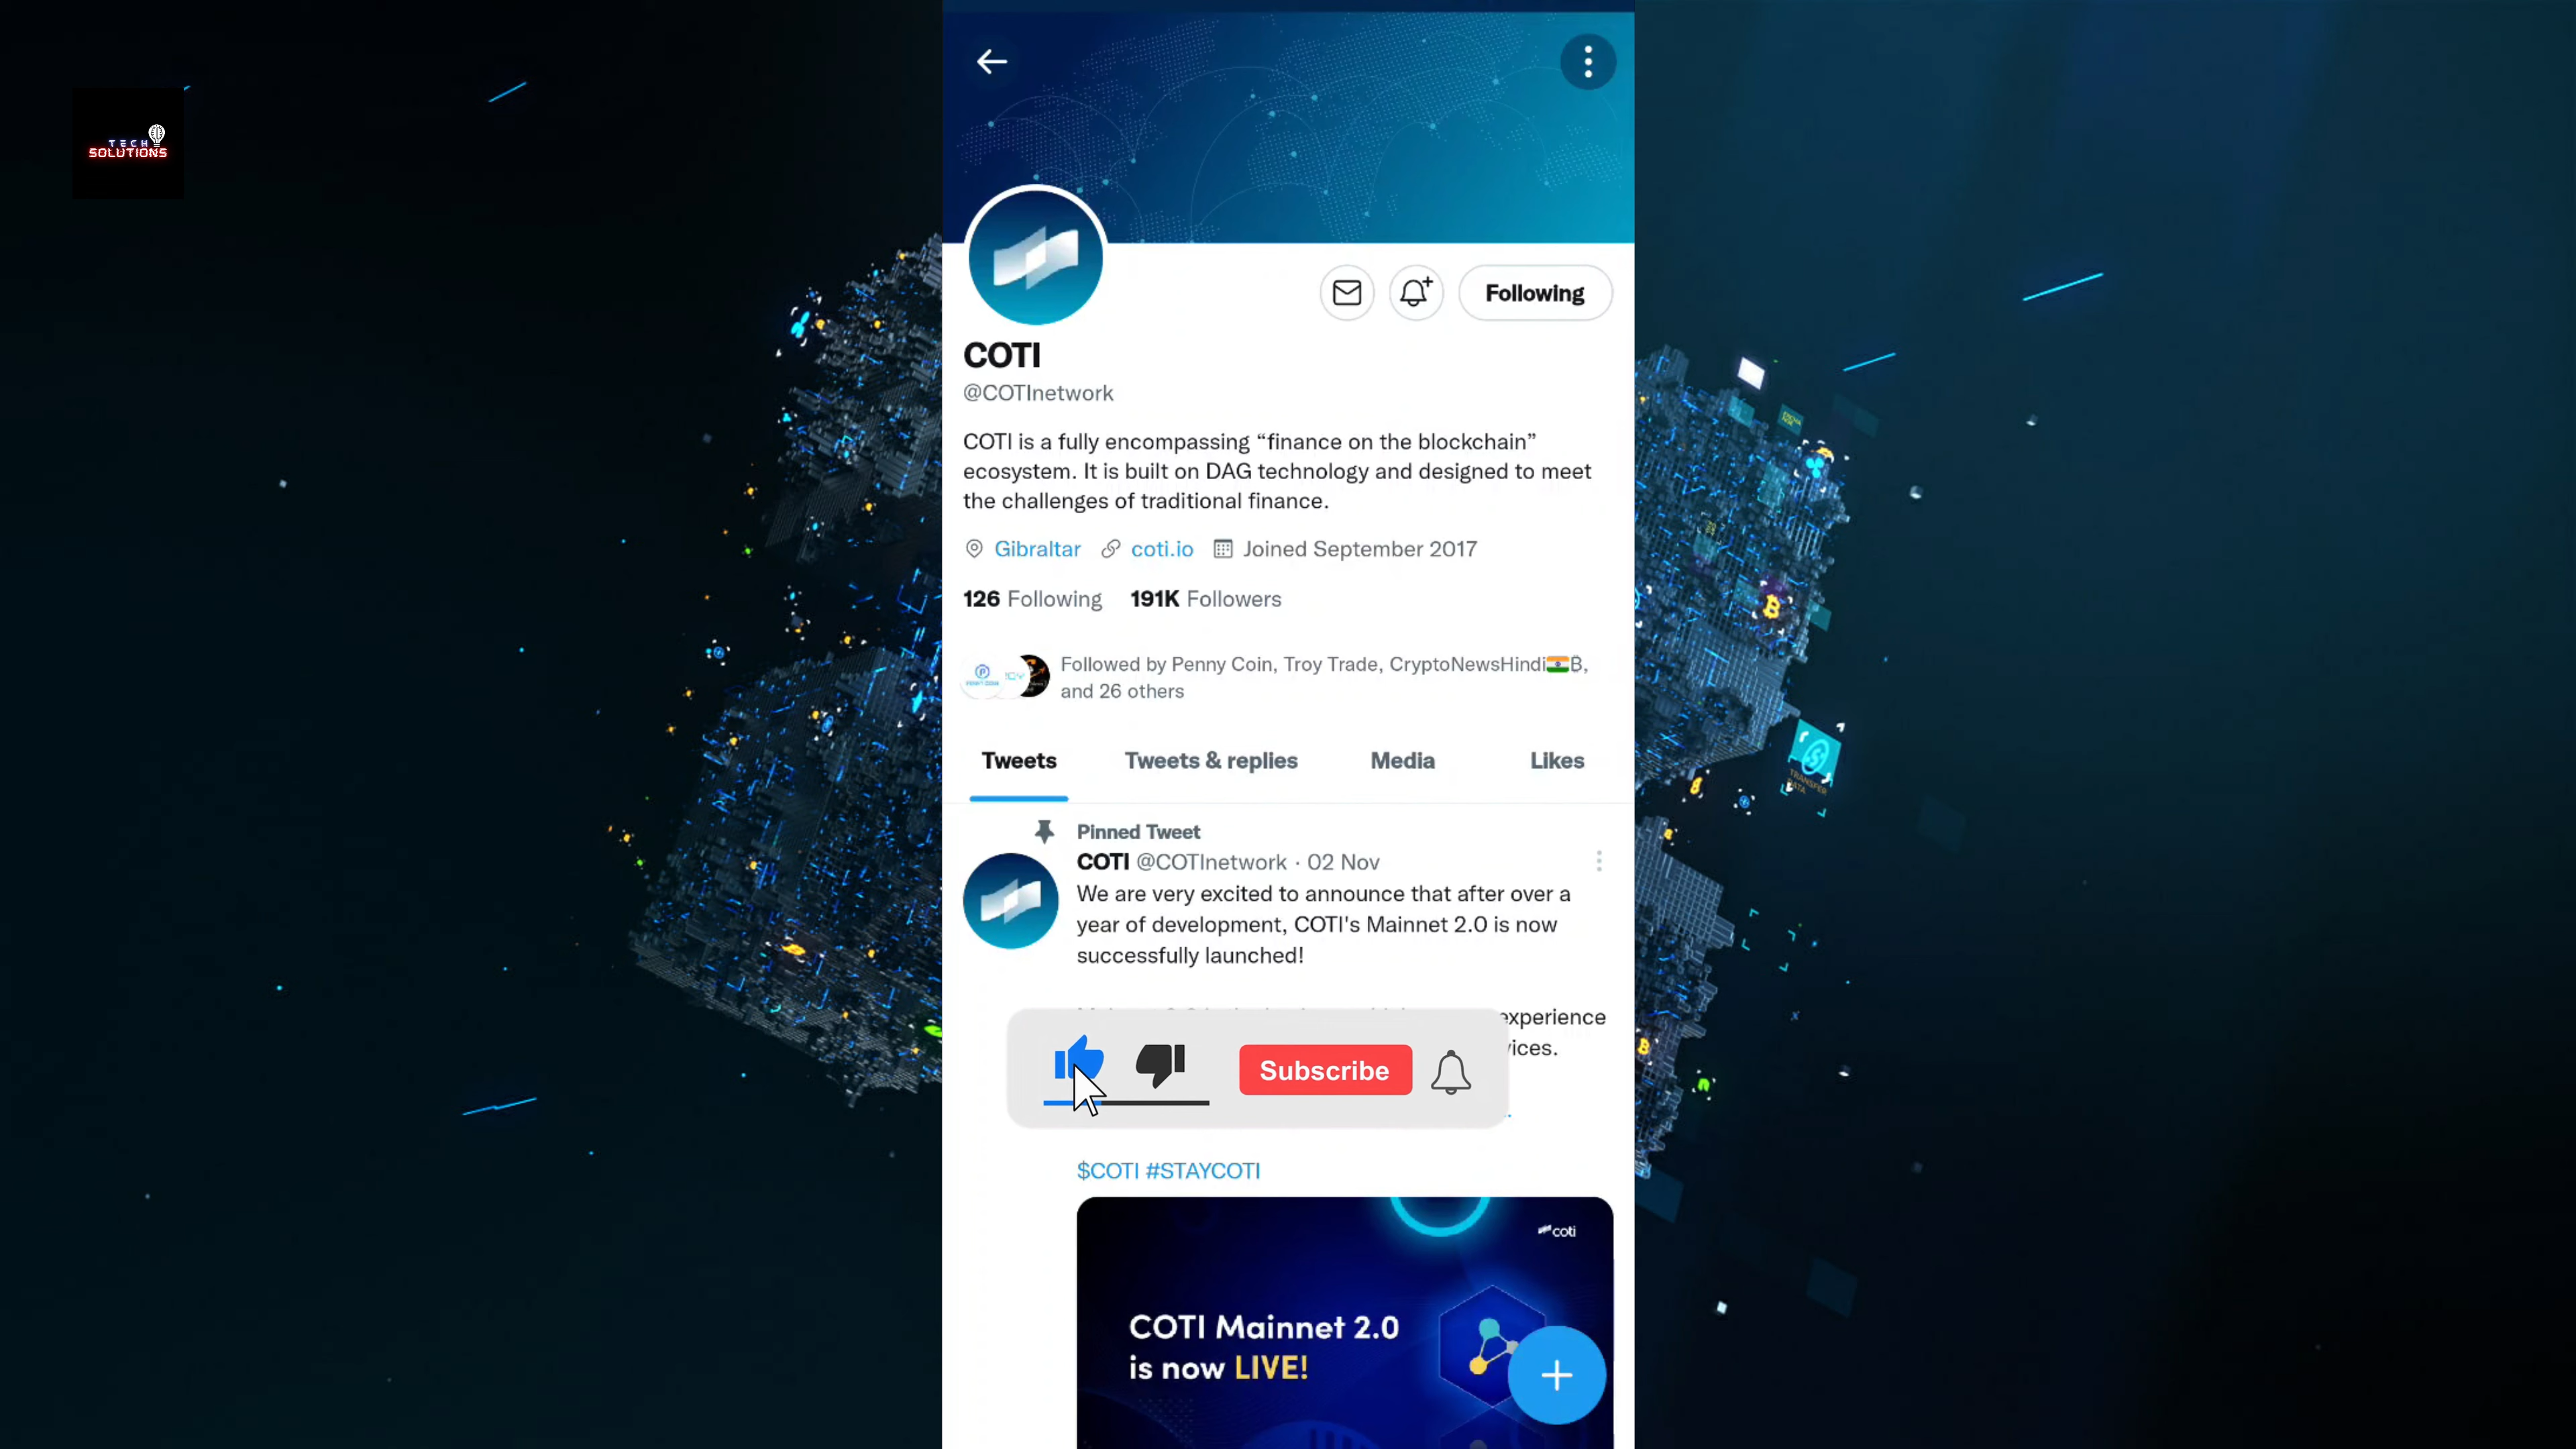 TECH
SOLUTIONS
Following
COTI
@COTInetwork
COTI is a fully encompassing “finance on the blockchain”
ecosystem. It is built on DAG technology and designed to meet
the challenges of traditional finance.
Gibraltar coti.io Joined September 2017
126 Following 191K Followers
Followed by Penny Coin, Troy Trade, CryptoNewsHindi🇮🇳₿,
and 26 others
Tweets Tweets & replies Media Likes
Pinned Tweet
COTI @COTInetwork · 02 Nov
We are very excited to announce that after over a
year of development, COTI's Mainnet 2.0 is now
successfully launched!
experience
Subscribe
$COTI #STAYCOTI
coti
COTI Mainnet 2.0
is now LIVE!
TRANSFER
DATA